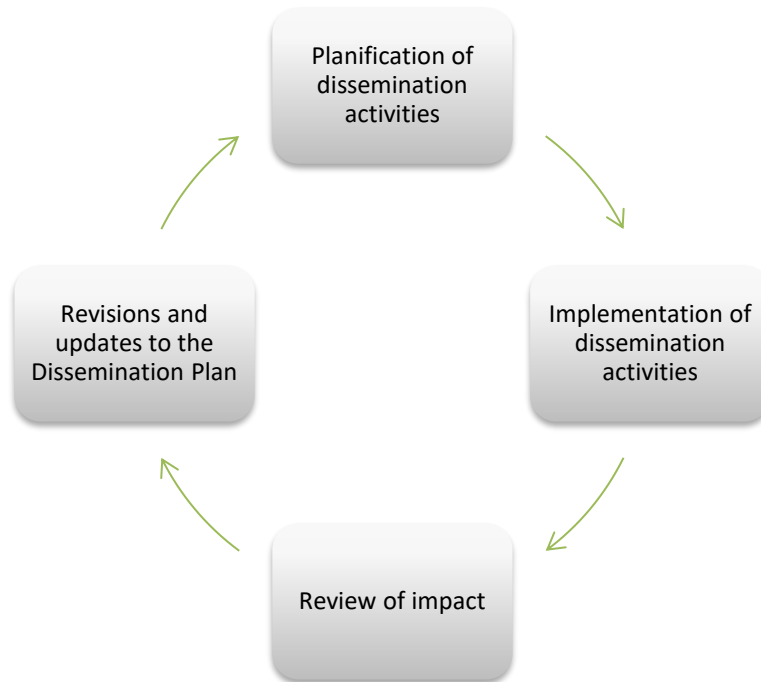 Planification of
dissemination
activities
Implementation of
dissemination
activities
Review of impact
Revisions and
updates to the
Dissemination Plan